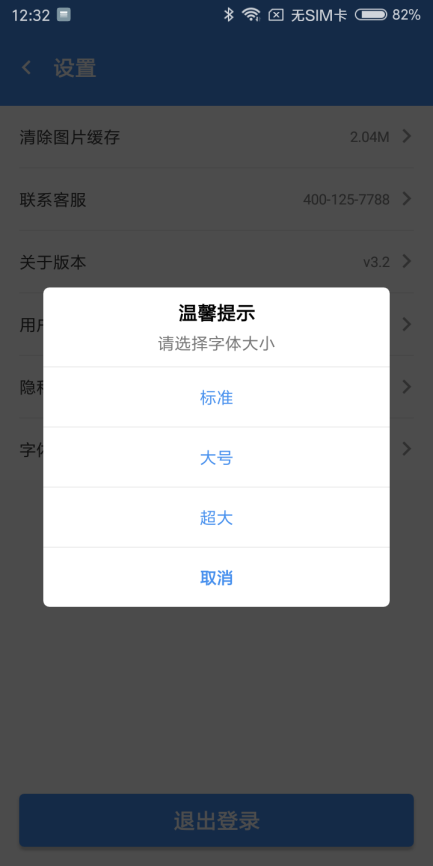 12:32
无SIM卡 82%
设置
清除图片缓存 2.04M
联系客服 400-125-7788
关于版本 v3.2
温馨提示
用户
请选择字体大小
隐私
标准
字体
大号
超大
取消
退出登录